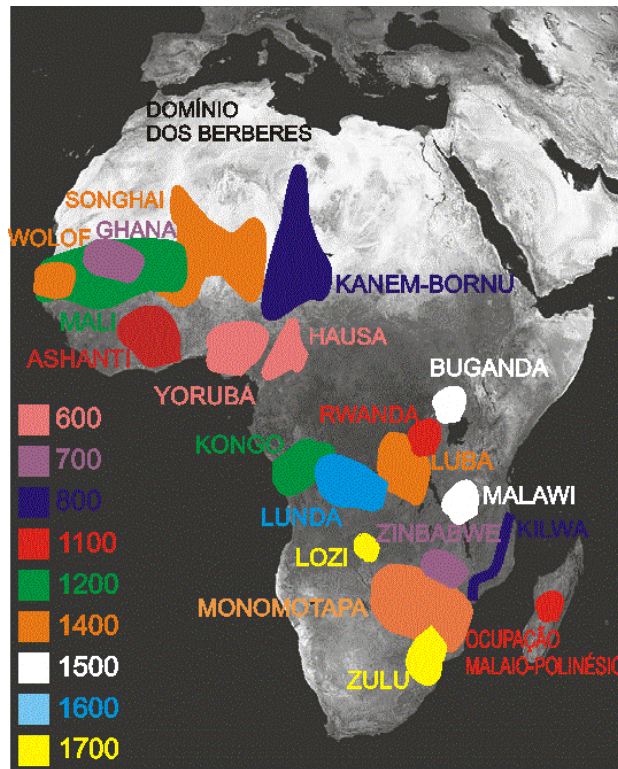 DOMÍNIO
DOS BERBERES
SONGHAI
WOLOF
GHANA
KANEM-BORNU
MALI
HAUSA
ASHANTI
YORUBA
BUGANDA
600
RWANDA
700
KONGO
LUBA
800
MALAWI
LUNDA
ZINBABWE
KILWA
1100
LOZI
1200
MONOMOTAPA
1400
OCUPAÇÃO
MALAIO-POLINÉSIO
ZULU
1500
1600
1700